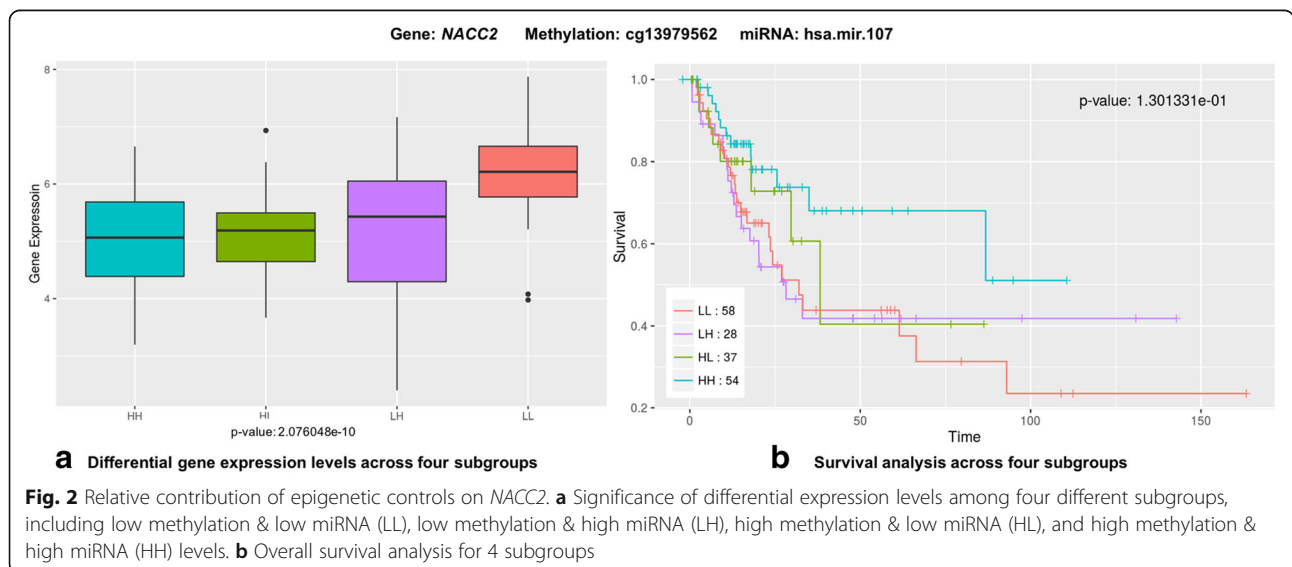 Gene: NACC2 Methylation: cg13979562 miRNA: hsa.mir.107
8
6
4
Gene Expressoin
HH
HI
LH
LL
p-value: 2.076048e-10
a Differential gene expression levels across four subgroups
1.0
0.8
0.6
0.4
0.2
Survival
p-value: 1.301331e-01
LL : 58
LH : 28
HL : 37
HH : 54
0
50
100
150
Time
b Survival analysis across four subgroups
Fig. 2 Relative contribution of epigenetic controls on NACC2. a Significance of differential expression levels among four different subgroups,
including low methylation & low miRNA (LL), low methylation & high miRNA (LH), high methylation & low miRNA (HL), and high methylation &
high miRNA (HH) levels. b Overall survival analysis for 4 subgroups